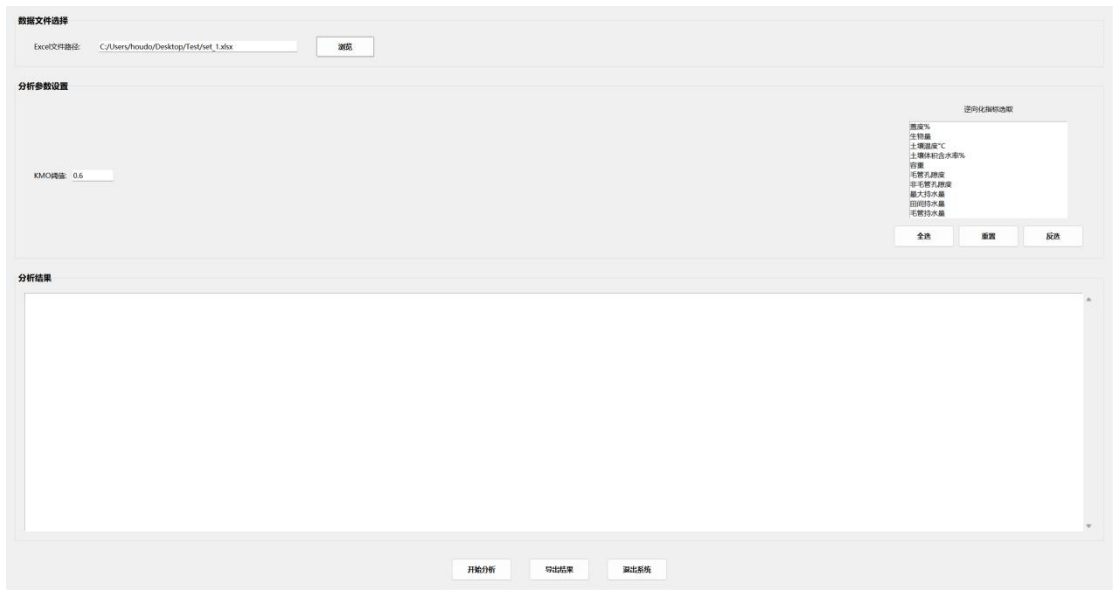 数据文件选择
Excel文件路径: C:/Users/houdo/Desktop/Test/set_1.xlsx 浏览
分析参数设置
逆向化指标选取
盖度%
生物量
土壤温度°C
土壤体积含水率%
容重
毛管孔隙度
非毛管孔隙度
最大持水量
田间持水量
毛管持水量
KMO阈值: 0.6
全选 重置 反选
分析结果
开始分析 导出结果 退出系统